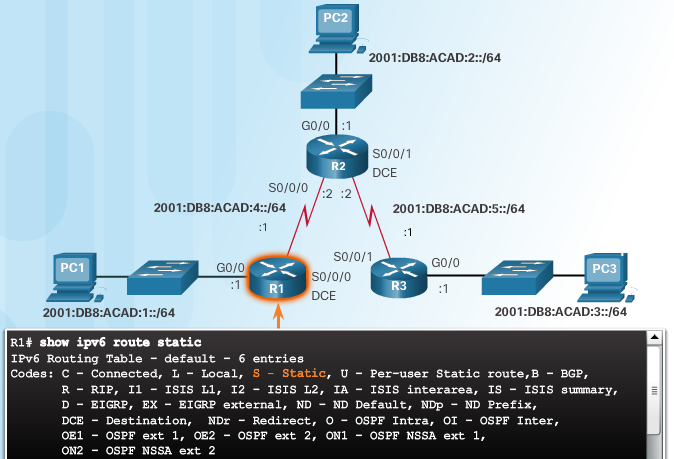 PC2
2001:DB8:ACAD:2::/64
G0/0 :1
S0/0/1
R2
DCE
S0/0/0 :2 :2
2001:DB8:ACAD:4::/64 2001:DB8:ACAD:5::/64
:1 :1
PC1 G0/0 S0/0/1 G0/0 PC3
:1 R1 S0/0/0 R3 :1
DCE
2001:DB8:ACAD:1::/64 2001:DB8:ACAD:3::/64
R1# show ipv6 route static
IPv6 Routing Table - default - 6 entries
Codes: C - Connected, L - Local, S - Static, U - Per-user Static route,B - BGP,
R - RIP, I1 - ISIS L1, I2 - ISIS L2, IA - ISIS interarea, IS - ISIS summary,
D - EIGRP, EX - EIGRP external, ND - ND Default, NDp - ND Prefix,
DCE - Destination, NDr - Redirect, O - OSPF Intra, OI - OSPF Inter,
OE1 - OSPF ext 1, OE2 - OSPF ext 2, ON1 - OSPF NSSA ext 1,
ON2 - OSPF NSSA ext 2